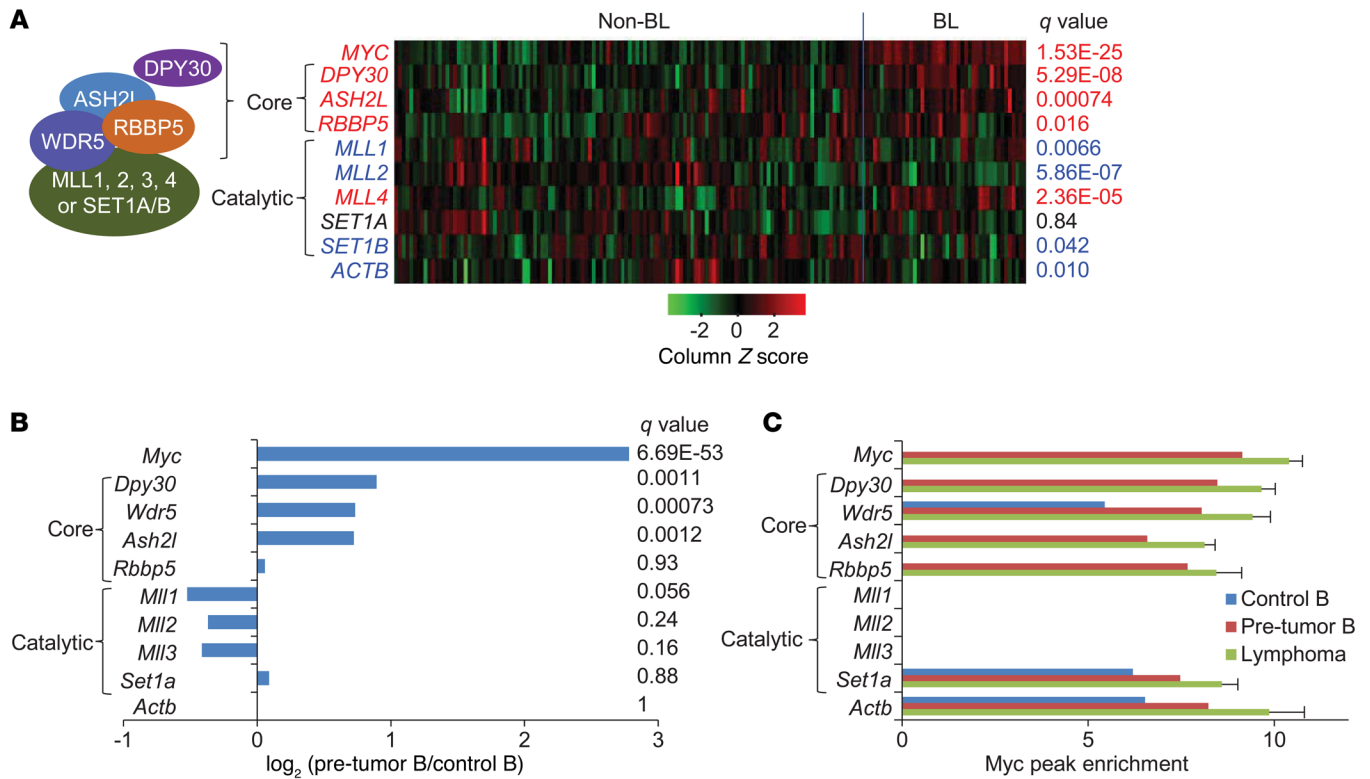 A
Non-BL BL q value
DPY30
ASH2L
WDR5 RBBP5
MLL1, 2, 3, 4
or SET1A/B
Core
Catalytic
MYC 1.53E-25
DPY30 5.29E-08
ASH2L 0.00074
RBBP5 0.016
MLL1 0.0066
MLL2 5.86E-07
MLL4 2.36E-05
SET1A 0.84
SET1B 0.042
ACTB 0.010
-2 0 2
Column Z score
B
q value
Myc 6.69E-53
Core
Dpy30 0.0011
Wdr5 0.00073
Ash2l 0.0012
Rbbp5 0.93
Catalytic
Mll1 0.056
Mll2 0.24
Mll3 0.16
Set1a 0.88
Actb 1
-1 0 1 2 3
log2 (pre-tumor B/control B)
C
Myc
Core
Dpy30
Wdr5
Ash2l
Rbbp5
Catalytic
Mll1
Mll2
Mll3
Set1a
Actb
Control B
Pre-tumor B
Lymphoma
0 5 10
Myc peak enrichment